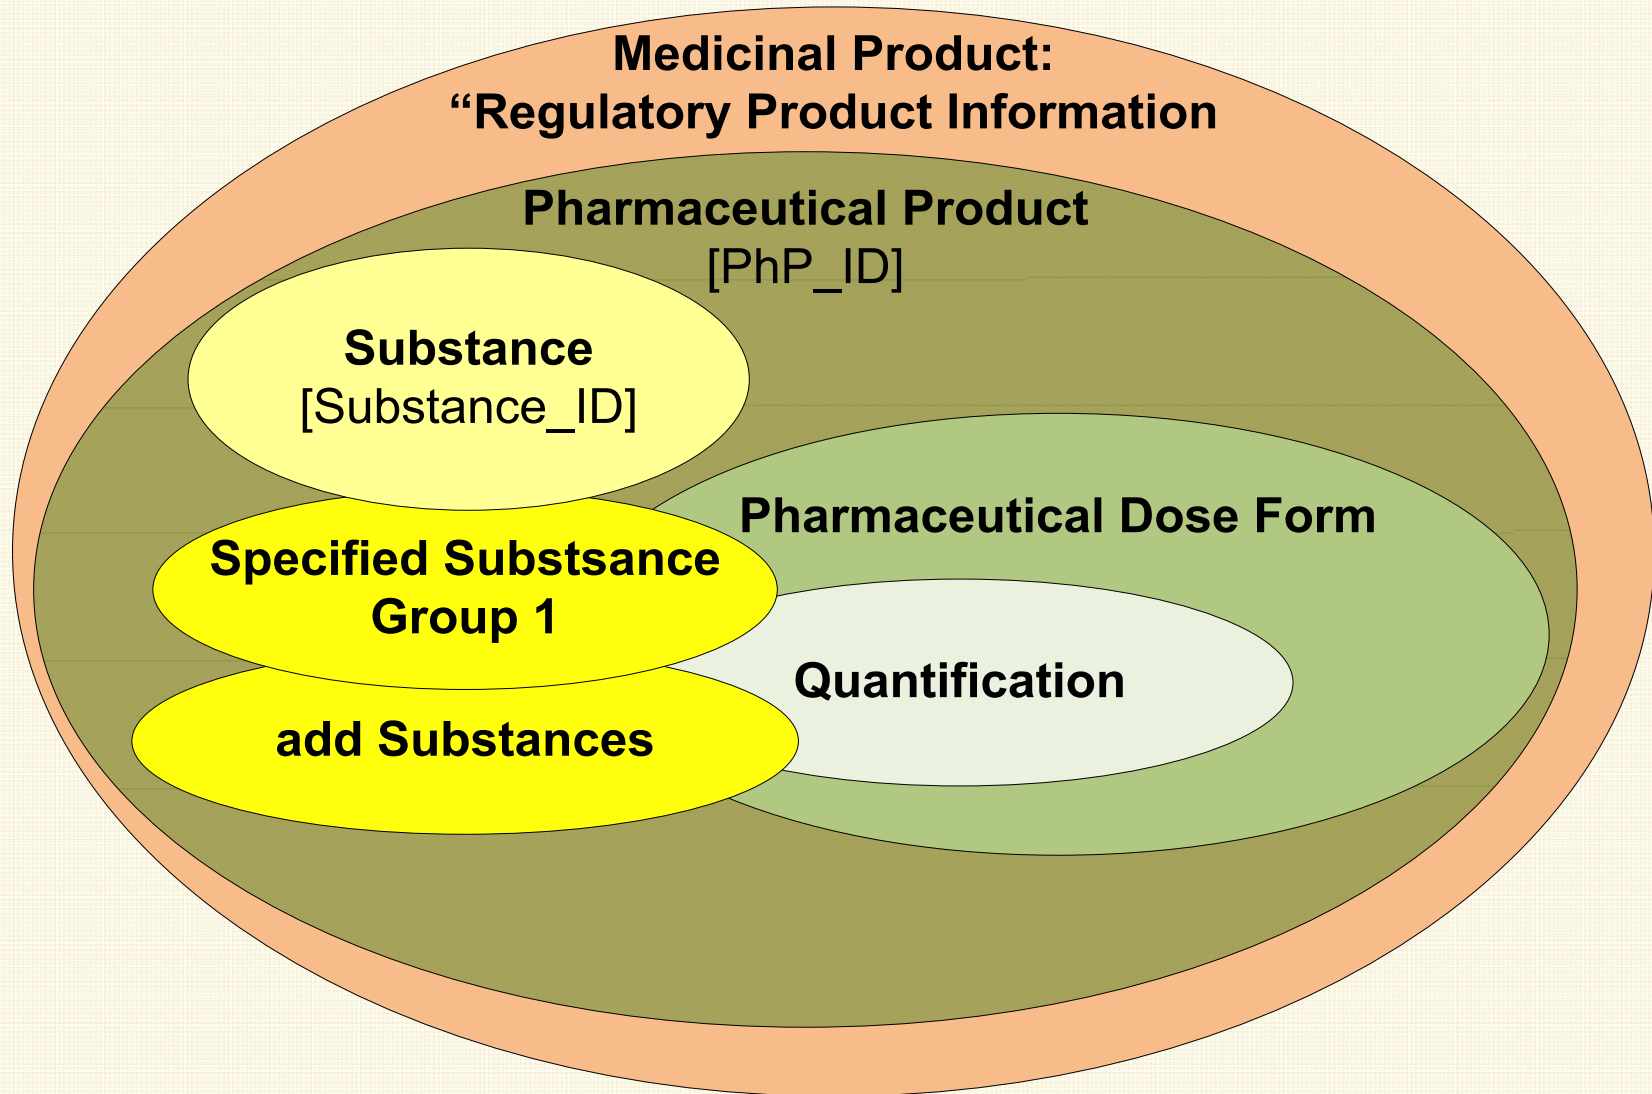 Medicinal Product:
“Regulatory Product Information
Pharmaceutical Product
[PhP_ID]
Substance
[Substance_ID]
Pharmaceutical Dose Form
Specified Substsance
Group 1
Quantification
add Substances